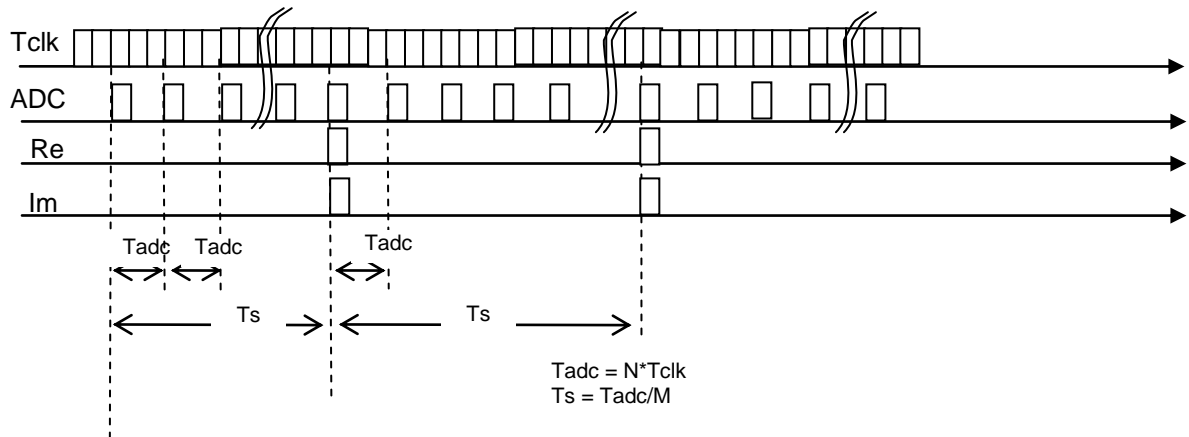 Tclk
ADC
Re
Im
Tadc Tadc Tadc
Ts Ts
Tadc = N*Tclk
Ts = Tadc/M